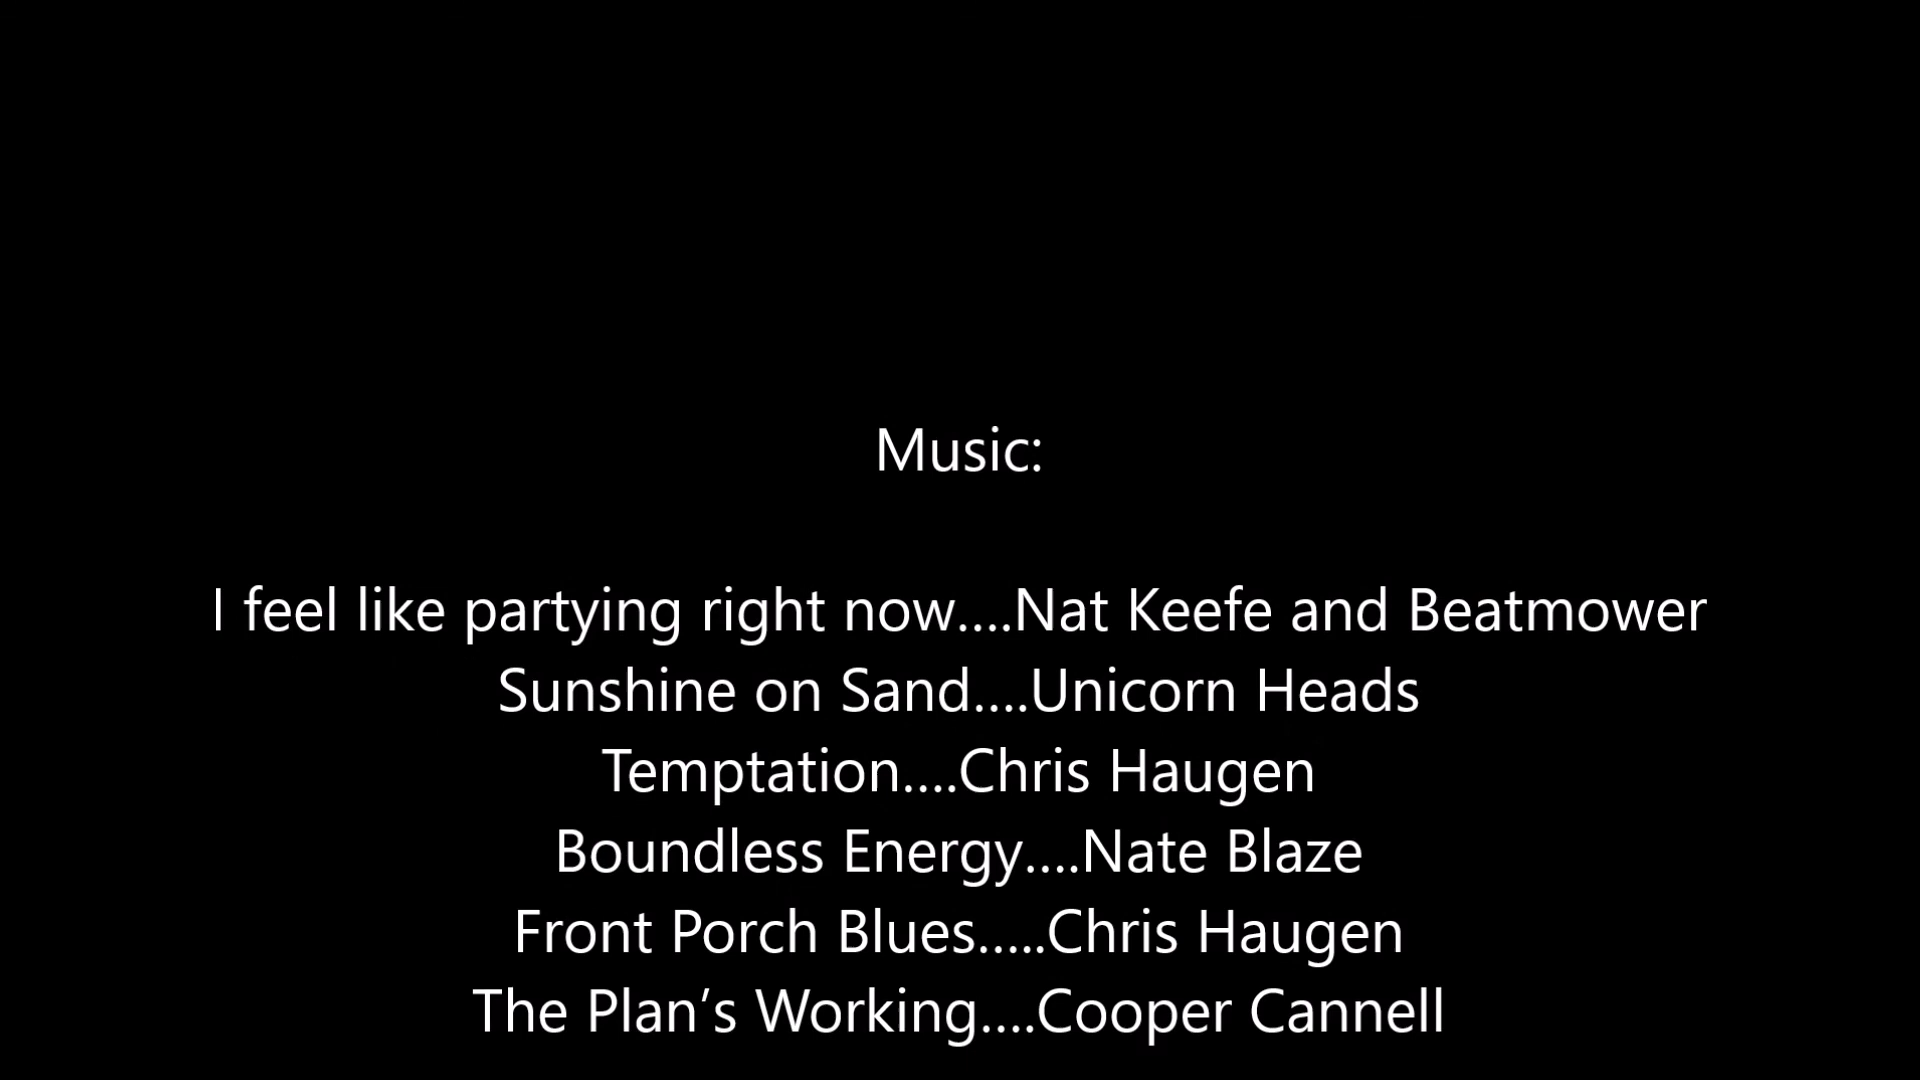 Music:
I feel like partying right now....Nat Keefe and Beatmower
Sunshine on Sand....Unicorn Heads
Temptation....Chris Haugen
Boundless Energy....Nate Blaze
Front Porch Blues.....Chris Haugen
The Plan’s Working....Cooper Cannell